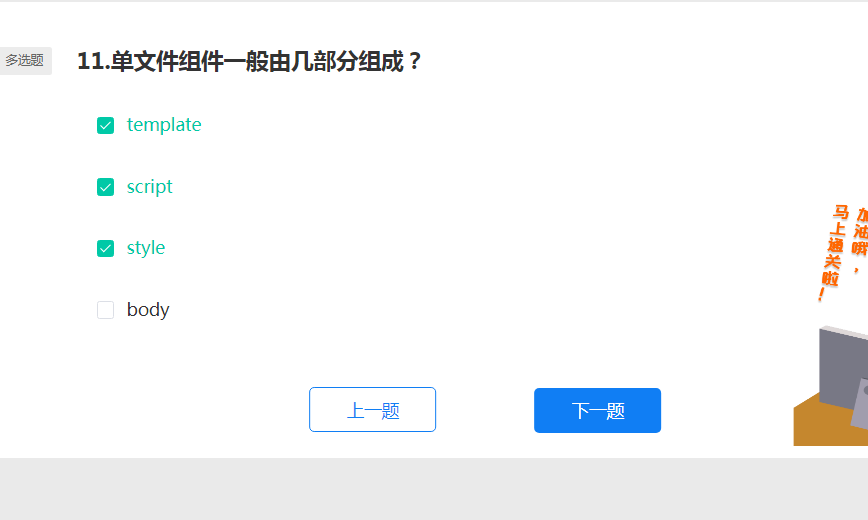 多选题
11.单文件组件一般由几部分组成？
template
script
style
body
加油哦，
马上通关啦！
上一题
下一题